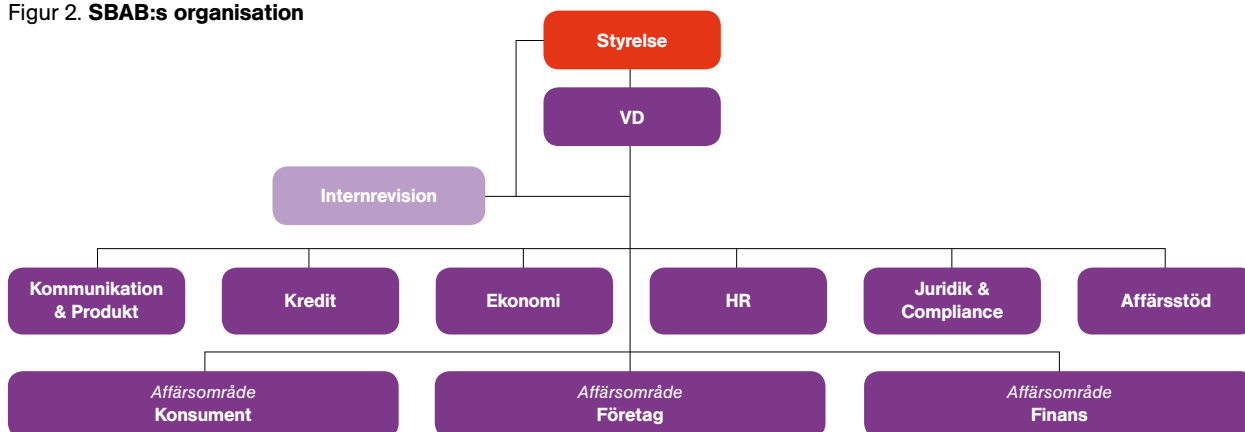 Figur 2. SBAB:s organisation
Styrelse
VD
Internrevision
Kommunikation
& Produkt
Kredit
Ekonomi
HR
Juridik &
Compliance
Affärsstöd
Affärsområde
Konsument
Affärsområde
Företag
Affärsområde
Finans